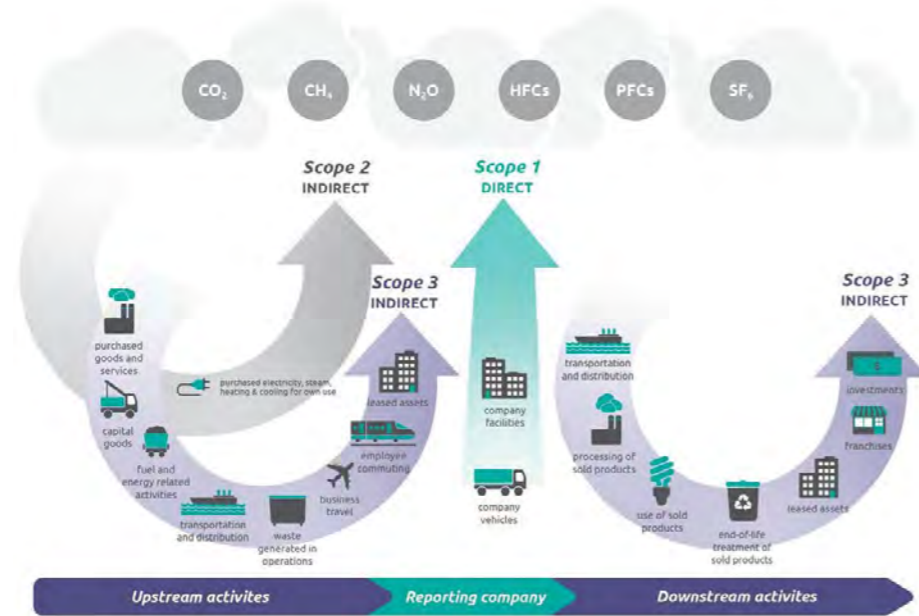 CO₂
CH₄
N₂O
HFCs
PFCs
SF₆
Scope 2
INDIRECT
Scope 1
DIRECT
Scope 3
INDIRECT
Scope 3
INDIRECT
purchased
goods and
services
capital
goods
fuel and
energy related
activities
transportation
and distribution
waste
generated in
operations
business
travel
employee
commuting
leased assets
purchased electricity, steam,
heating & cooling for own use
company
facilities
company
vehicles
transportation
and distribution
processing of
sold products
use of sold
products
end-of-life
treatment of
sold products
leased assets
franchises
investments
Upstream activites
Reporting company
Downstream activites